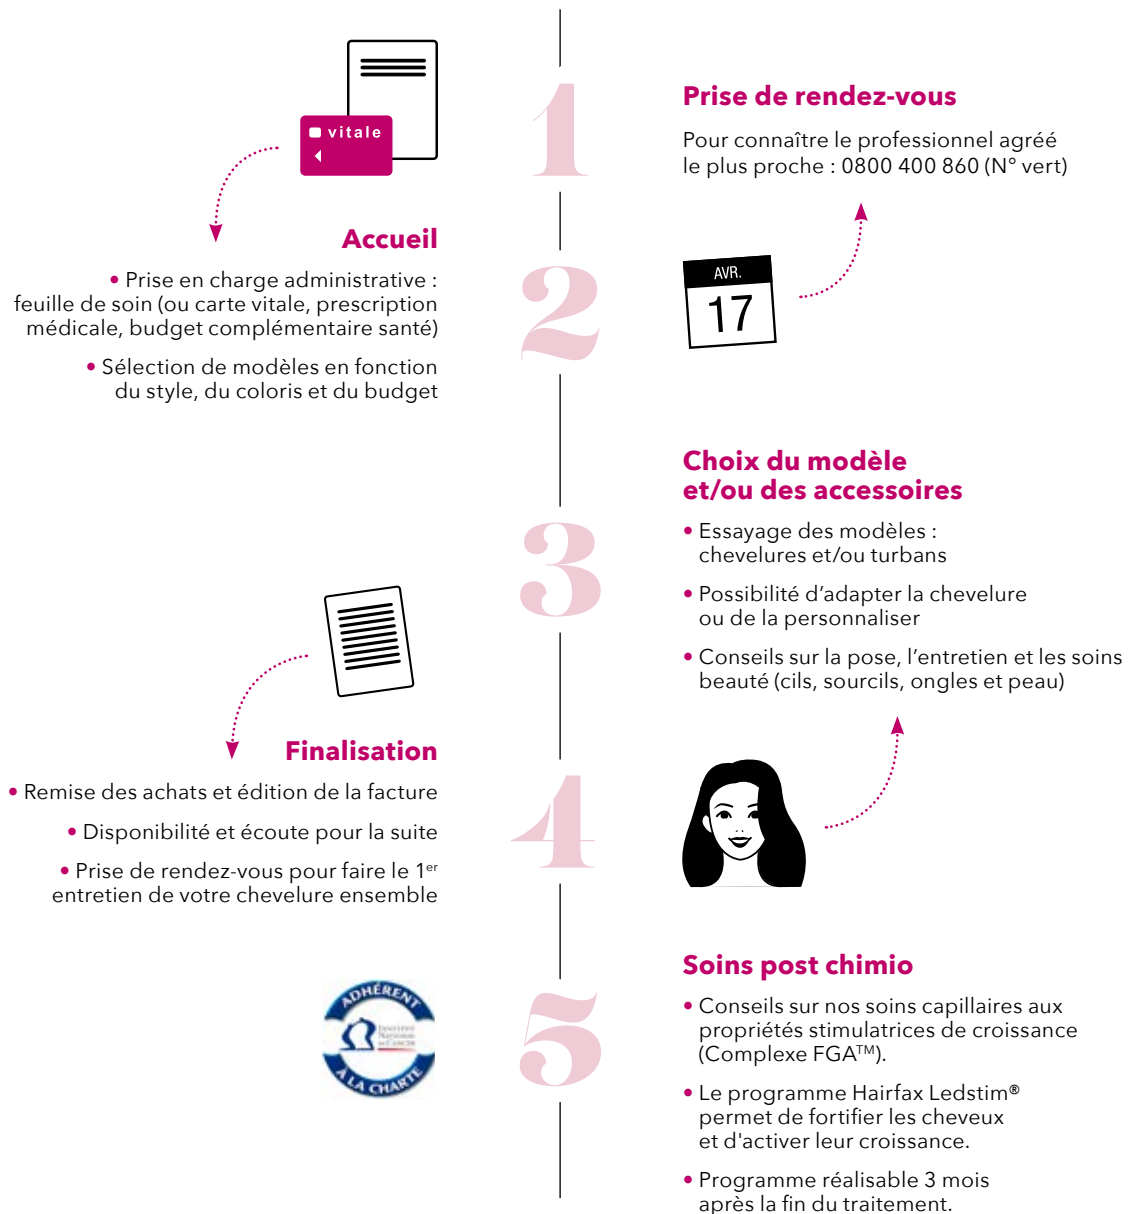 1
Prise de rendez-vous
Pour connaître le professionnel agréé
le plus proche : 0800 400 860 (N° vert)
AVR.
17
vitale
2
Accueil
• Prise en charge administrative :
feuille de soin (ou carte vitale, prescription
médicale, budget complémentaire santé)
• Sélection de modèles en fonction
du style, du coloris et du budget
3
Choix du modèle
et/ou des accessoires
• Essayage des modèles :
chevelures et/ou turbans
• Possibilité d’adapter la chevelure
ou de la personnaliser
• Conseils sur la pose, l’entretien et les soins
beauté (cils, sourcils, ongles et peau)
4
Finalisation
• Remise des achats et édition de la facture
• Disponibilité et écoute pour la suite
• Prise de rendez-vous pour faire le 1er
entretien de votre chevelure ensemble
5
ADHÉRENT
Institut
National
du Cancer
À LA CHARTE
Soins post chimio
• Conseils sur nos soins capillaires aux
propriétés stimulatrices de croissance
(Complexe FGA™).
• Le programme Hairfax Ledstim®
permet de fortifier les cheveux
et d'activer leur croissance.
• Programme réalisable 3 mois
après la fin du traitement.